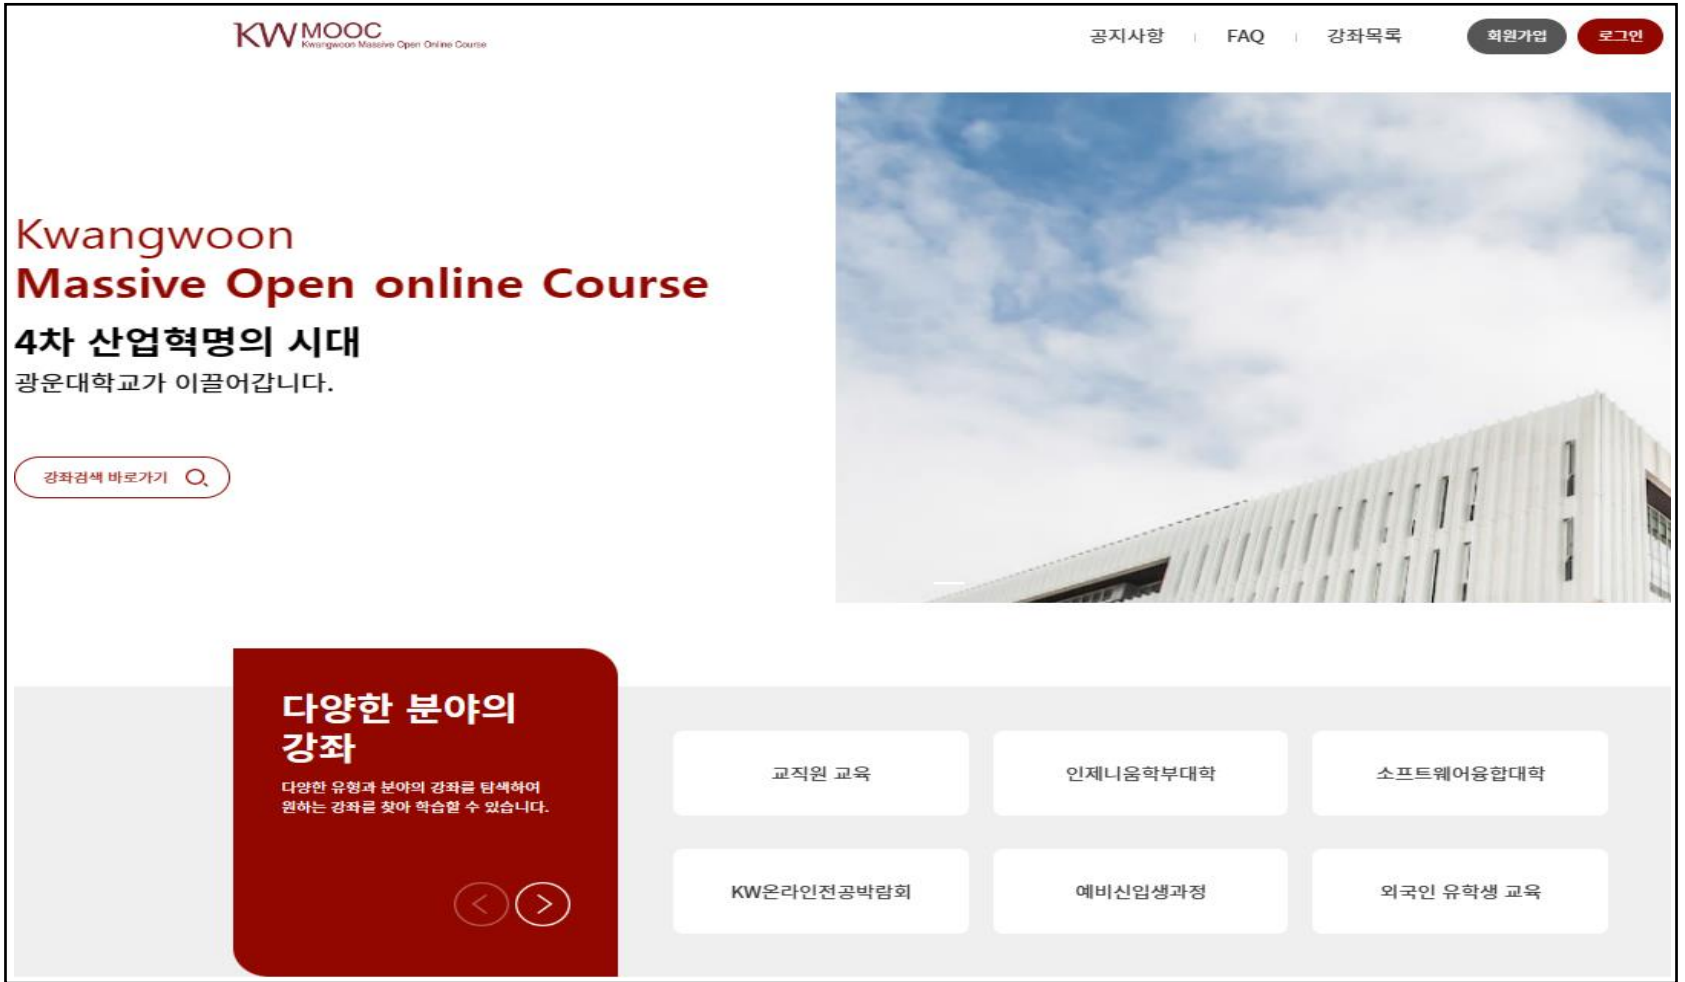 KW MOOC
Kwangwoon Massive Open Online Course
공지사항
FAQ
강좌목록
회원가입
로그인
Kwangwoon
Massive Open online Course
4차 산업혁명의 시대
광운대학교가 이끌어갑니다.
강좌검색 바로가기
다양한 분야의
강좌
다양한 유형과 분야의 강좌를 탐색하여
원하는 강좌를 찾아 학습할 수 있습니다.
교직원 교육
인제니움학부대학
소프트웨어융합대학
KW온라인전공박람회
예비신입생과정
외국인 유학생 교육